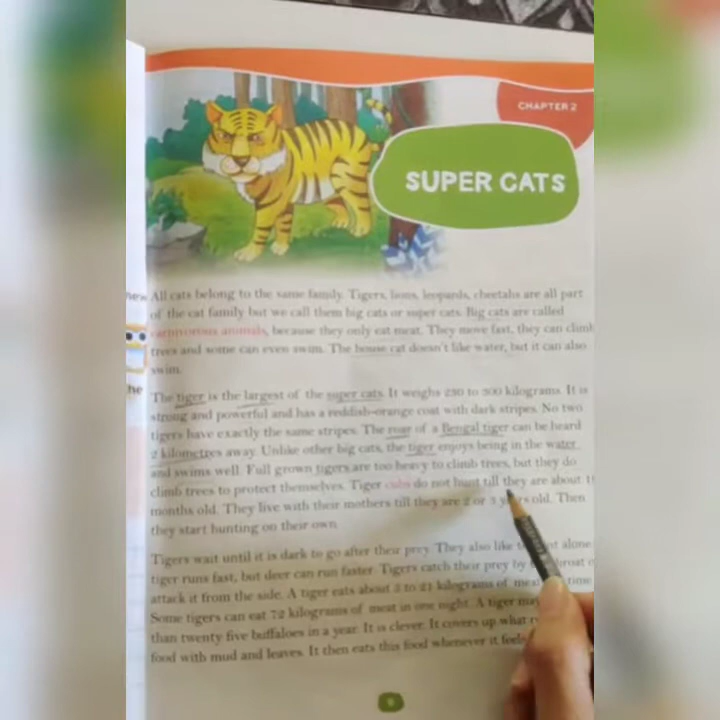 CHAPTER 2
SUPER CATS
new
All cats belong to the same family. Tigers, lions, leopards, cheetahs are all part
of the cat family but we call them big cats or super cats. Big cats are called
carnivorous animals, because they only eat meat. They move fast, they can climb
trees and some can even swim. The house cat doesn't like water, but it can also
swim.
he
The tiger is the largest of the super cats. It weighs 230 to 300 kilograms. It is
strong and powerful and has a reddish-orange coat with dark stripes. No two
tigers have exactly the same stripes. The roar of a Bengal tiger can be heard
2 kilometres away. Unlike other big cats, the tiger enjoys being in the water
and swims well. Full grown tigers are too heavy to climb trees, but they do
climb trees to protect themselves. Tiger cubs do not hunt till they are about
months old. They live with their mothers till they are 2 or 3 years old. Then
they start hunting on their own.
Tigers wait until it is dark to go after their prey. They also like alone
tiger runs fast, but deer can run faster. Tigers catch their prey by
attack it from the side. A tiger eats about to kilograms of time
Some tigers can eat 72 kilograms of meat in one night. A tiger may
than twenty five buffaloes in a year. It is clever. It covers up what
food with mud and leaves. It then eats this food whenever it feels